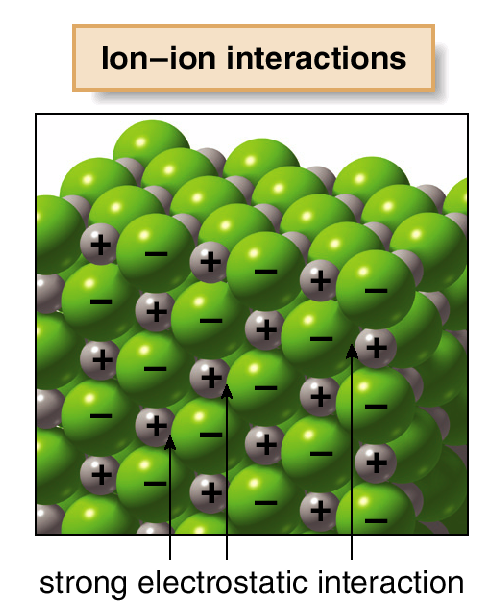 Ion–ion interactions
+ − + − + −
− + − + − +
+ − + − + −
− + − + − +
+ − + − + −
strong electrostatic interaction